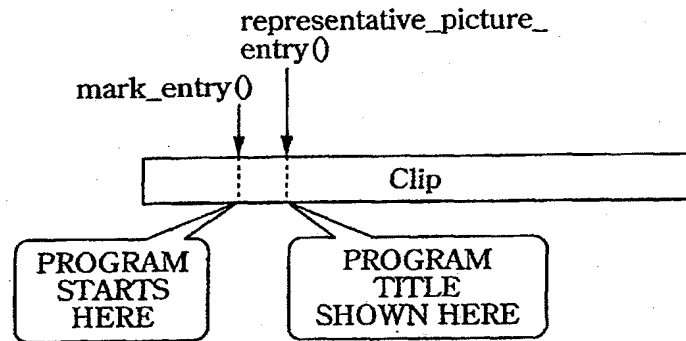 representative_picture_
entry()
mark_entry()
Clip
PROGRAM
STARTS
HERE
PROGRAM
TITLE
SHOWN HERE